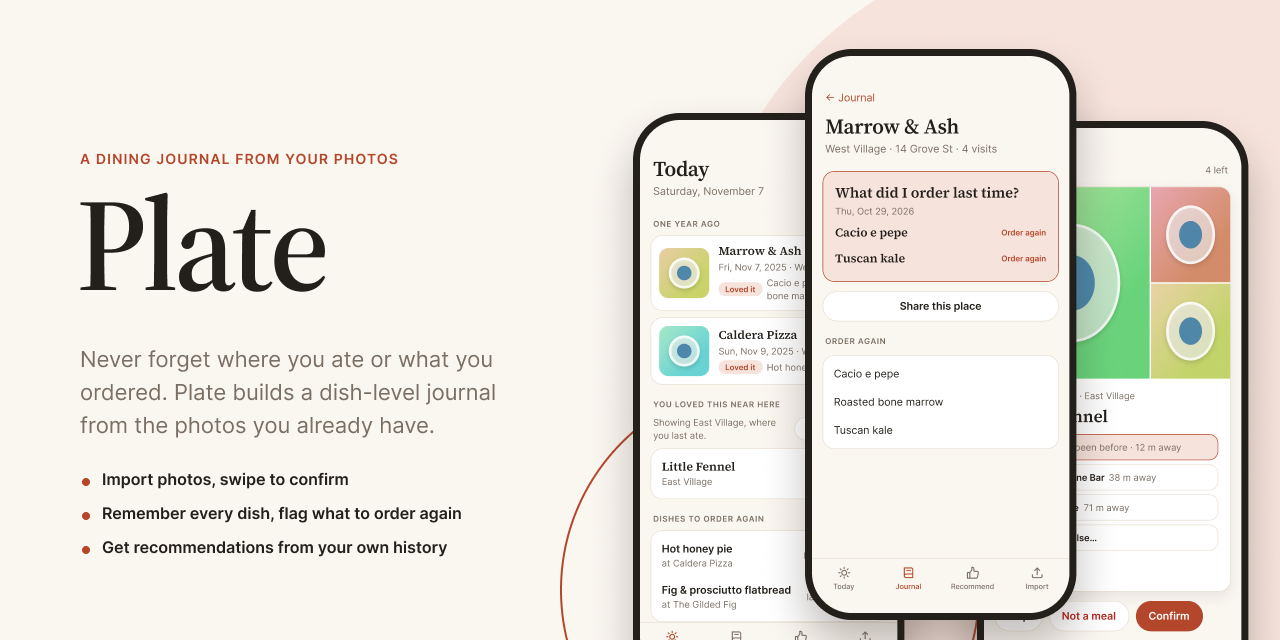 A DINING JOURNAL FROM YOUR PHOTOS
Plate
Never forget where you ate or what you
ordered. Plate builds a dish-level journal
from the photos you already have.
Import photos, swipe to confirm
Remember every dish, flag what to order again
Get recommendations from your own history
Today
Saturday, November 7
ONE YEAR AGO
Marrow & Ash
Fri, Nov 7, 2025 ·
Loved it
Cacio e
bone
Caldera Pizza
Sun, Nov 9, 2025 ·
Loved it
Hot
YOU LOVED THIS NEAR HERE
Showing East Village, where
you last ate.
Little Fennel
East Village
DISHES TO ORDER AGAIN
Hot honey pie
at Caldera Pizza
Fig & prosciutto flatbread
at The Gilded Fig
← Journal
Marrow & Ash
West Village · 14 Grove St · 4 visits
What did I order last time?
Thu, Oct 29, 2026
Cacio e pepe
Order again
Tuscan kale
Order again
Share this place
ORDER AGAIN
Cacio e pepe
Roasted bone marrow
Tuscan kale
Today
Journal
Recommend
Import
4 left
· East Village
been before · 12 m away
Bar 38 m away
71 m away
Not a meal
Confirm